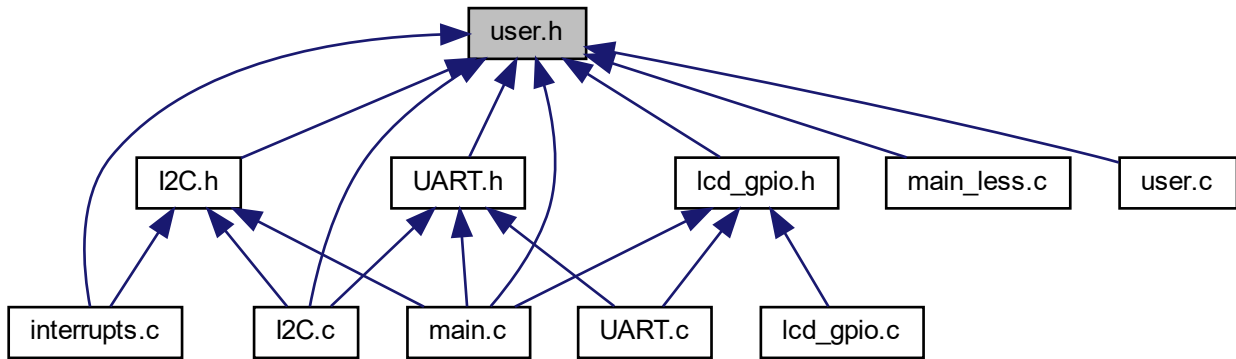 user.h
I2C.h
UART.h
lcd_gpio.h
main_less.c
user.c
interrupts.c
I2C.c
main.c
UART.c
lcd_gpio.c